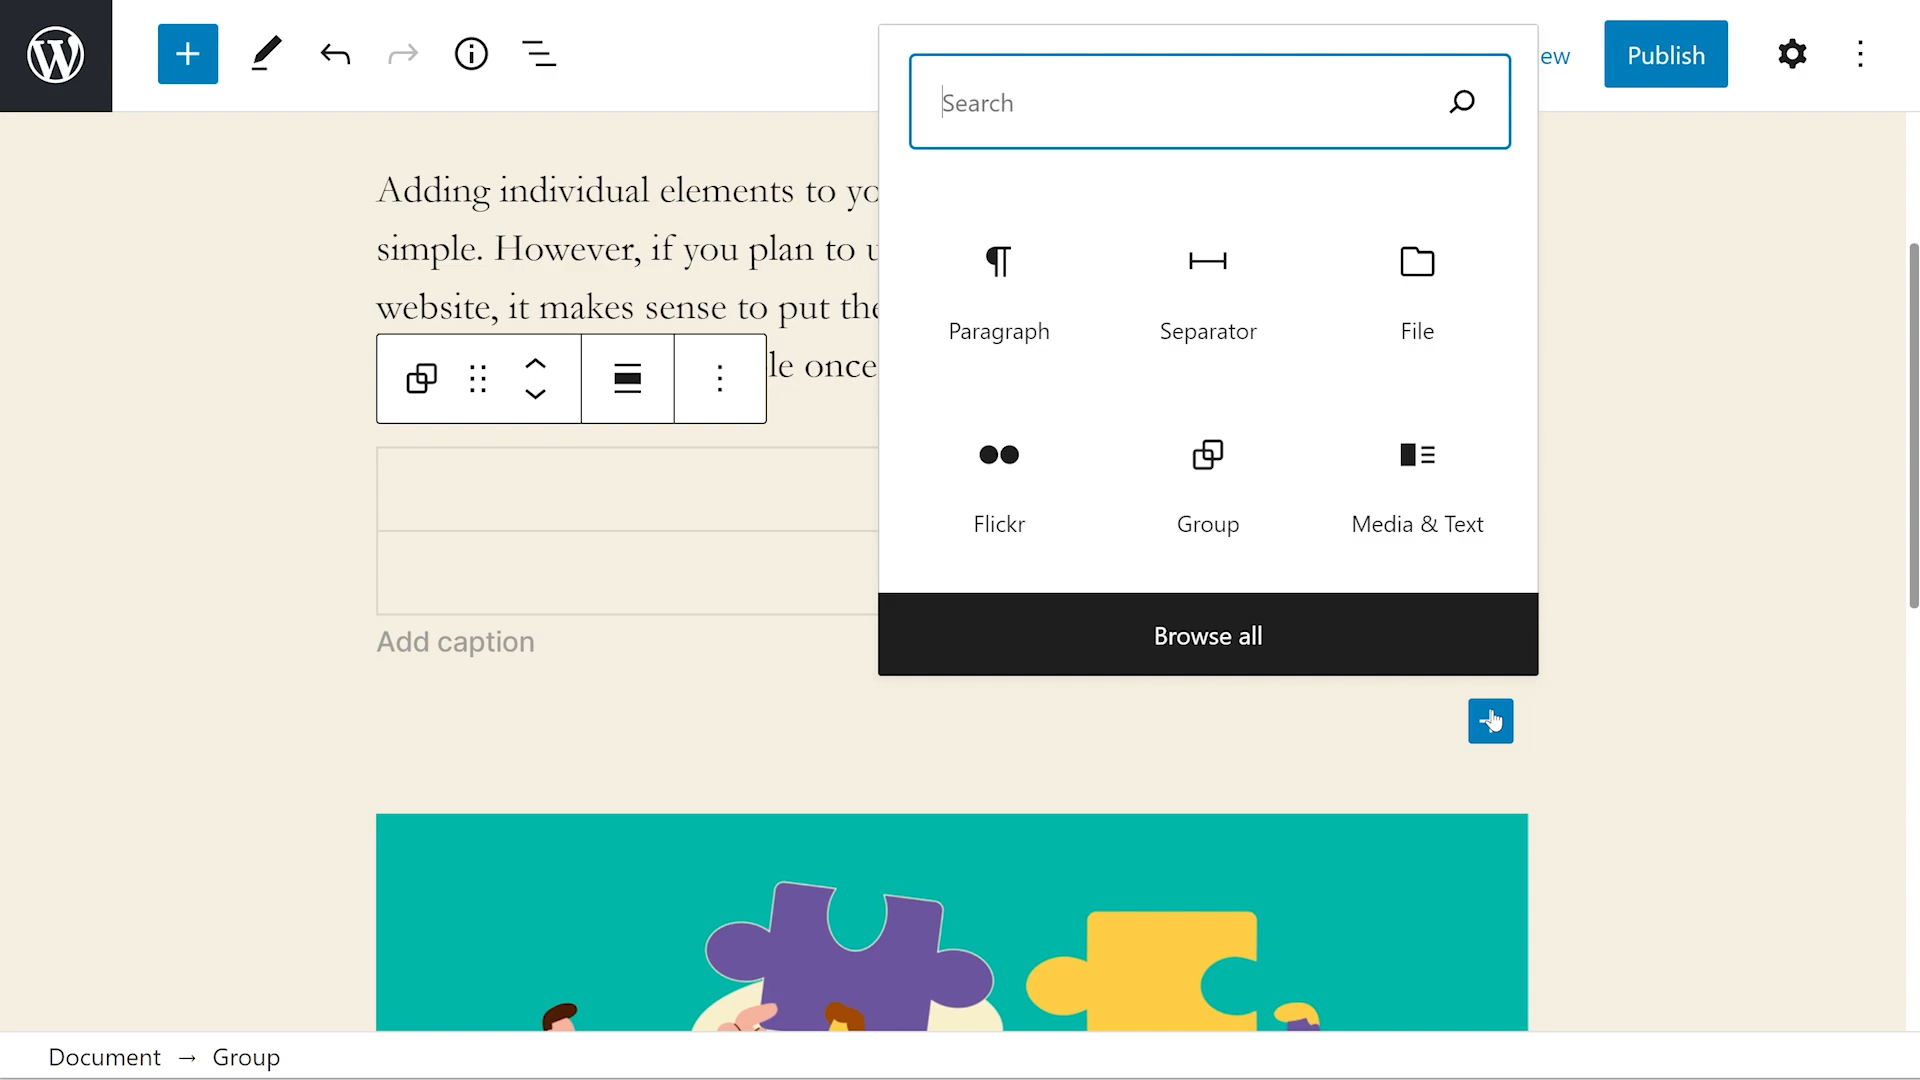 ew
Publish
Search
Adding individual elements to yo
simple. However, if you plan to u
website, it makes sense to put the
le once
Paragraph
Separator
File
Flickr
Group
Media & Text
Browse all
Add caption
Document → Group